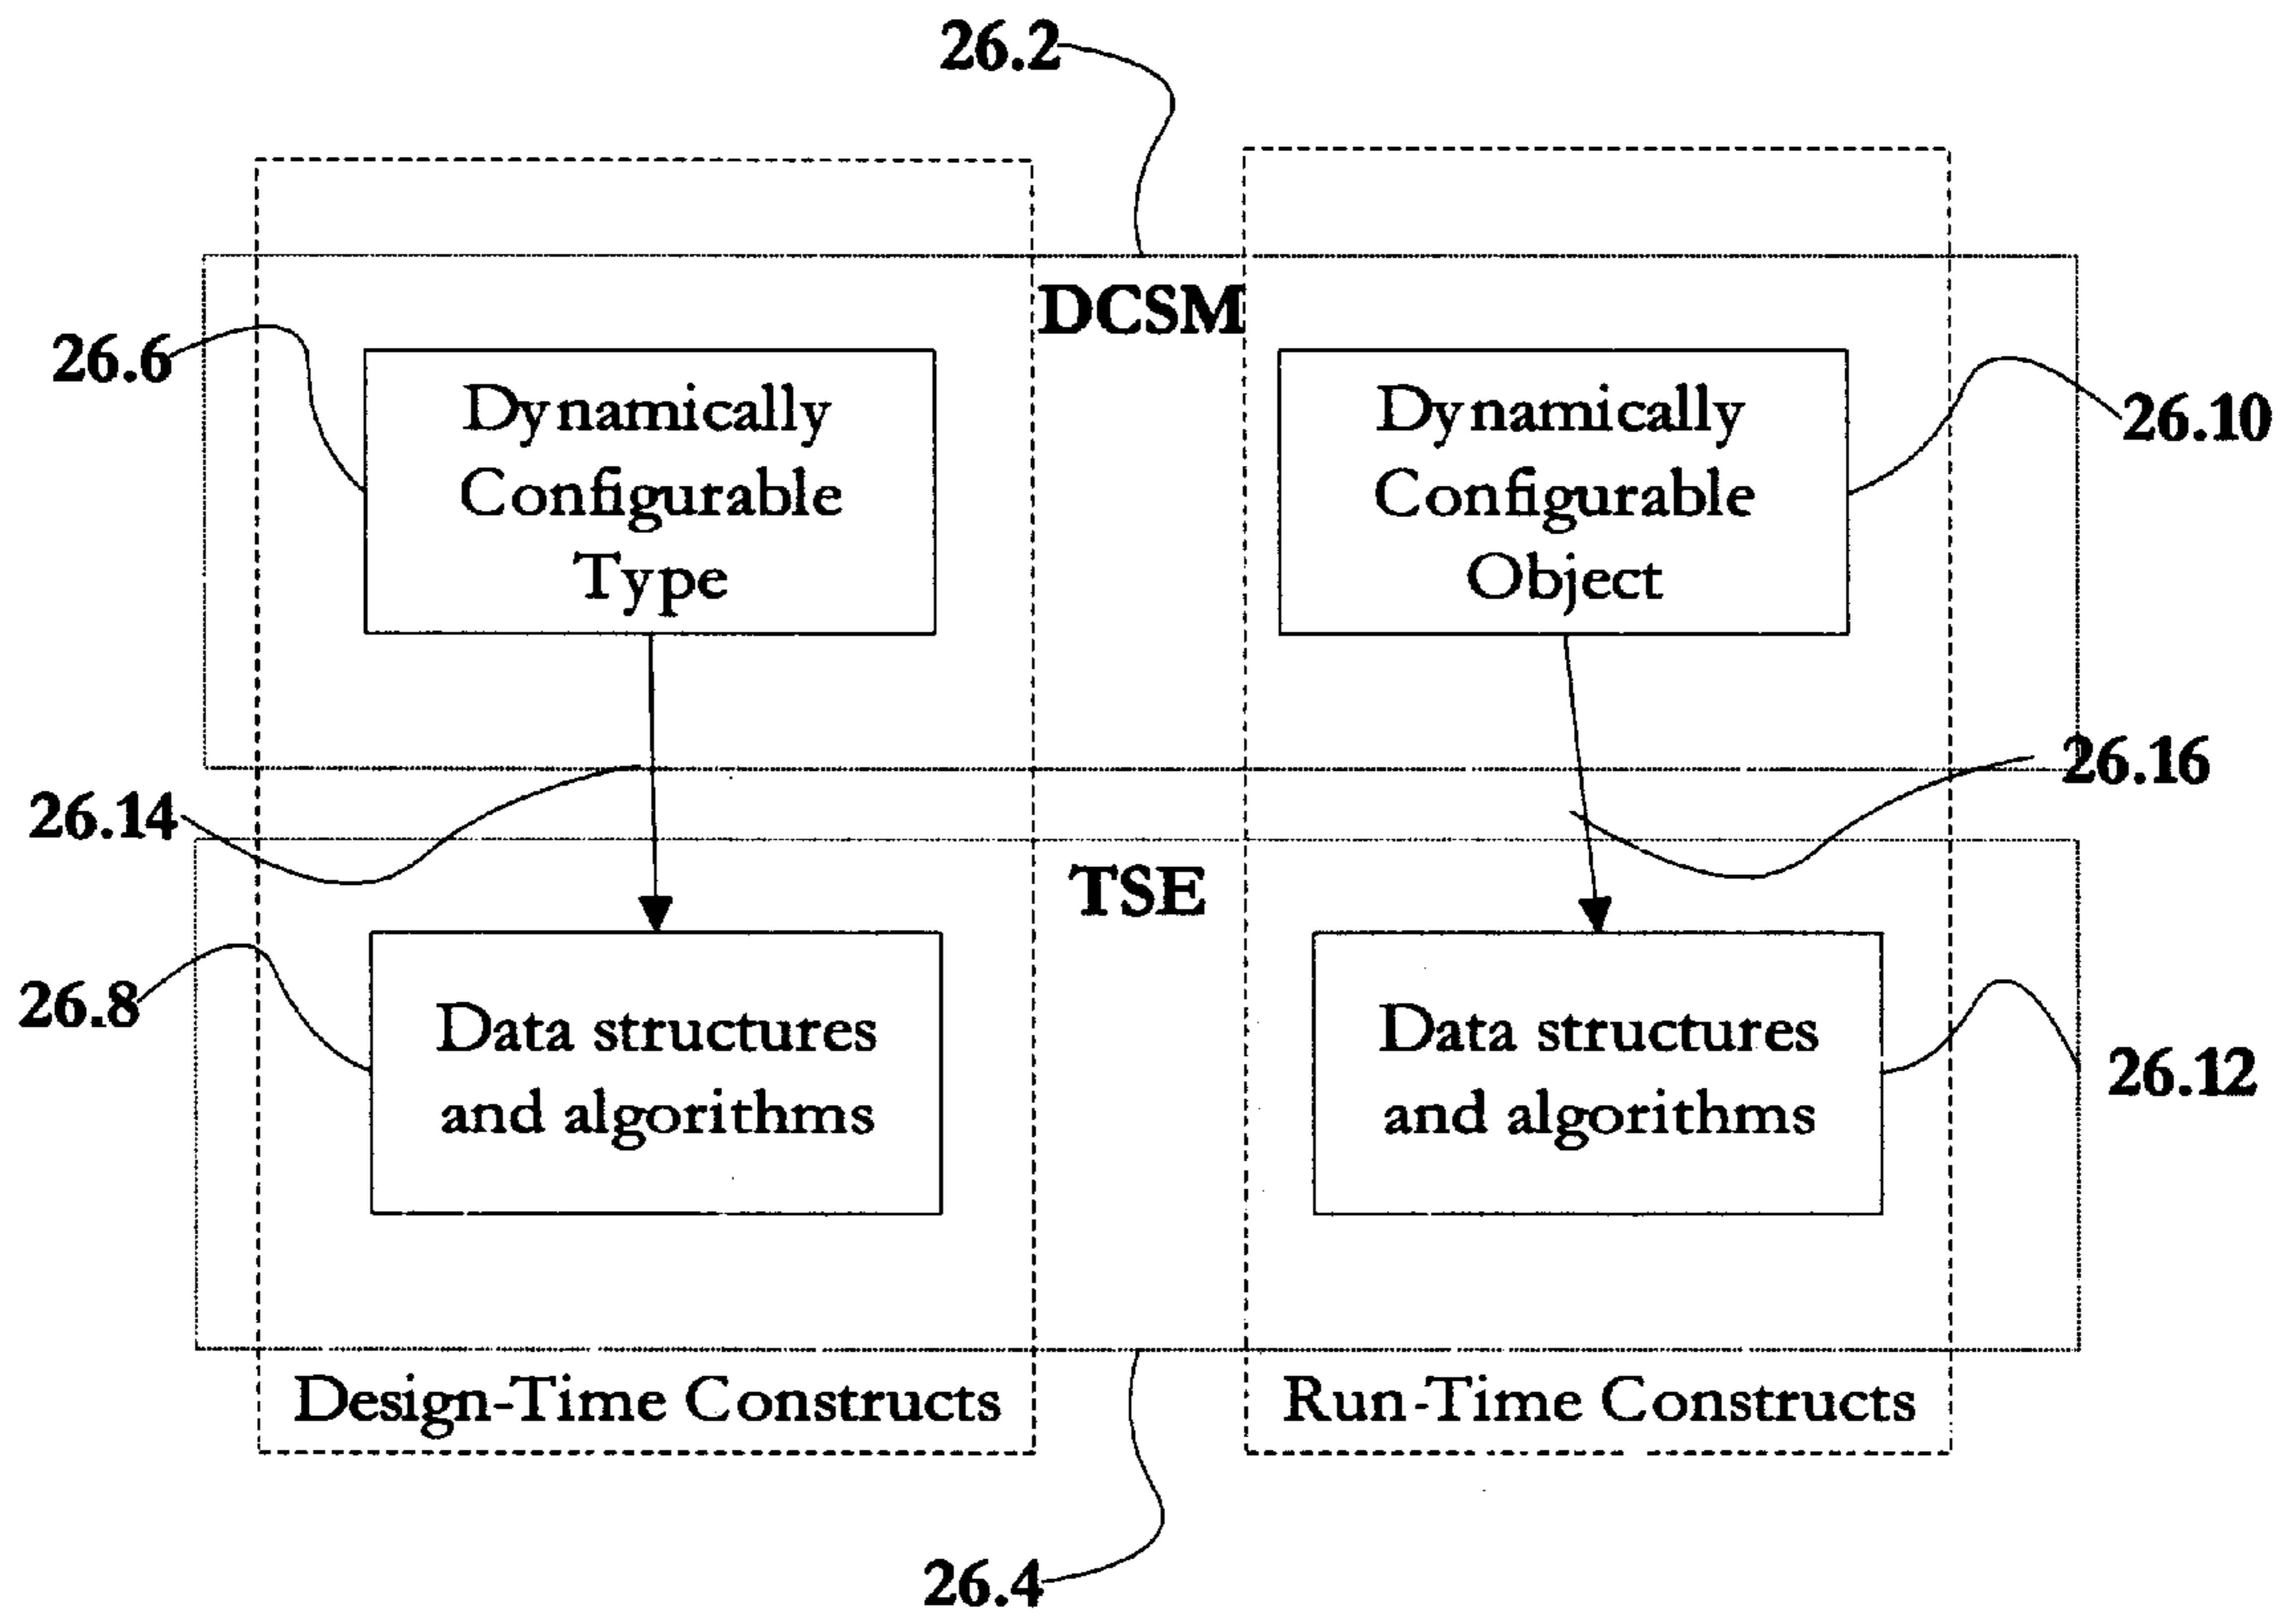 26.2
DCSM
26.6
Dynamically
Configurable
Type
Dynamically
Configurable
Object
26.10
26.14
26.16
TSE
26.8
Data structures
and algorithms
Data structures
and algorithms
26.12
Design-Time Constructs
Run-Time Constructs
26.4